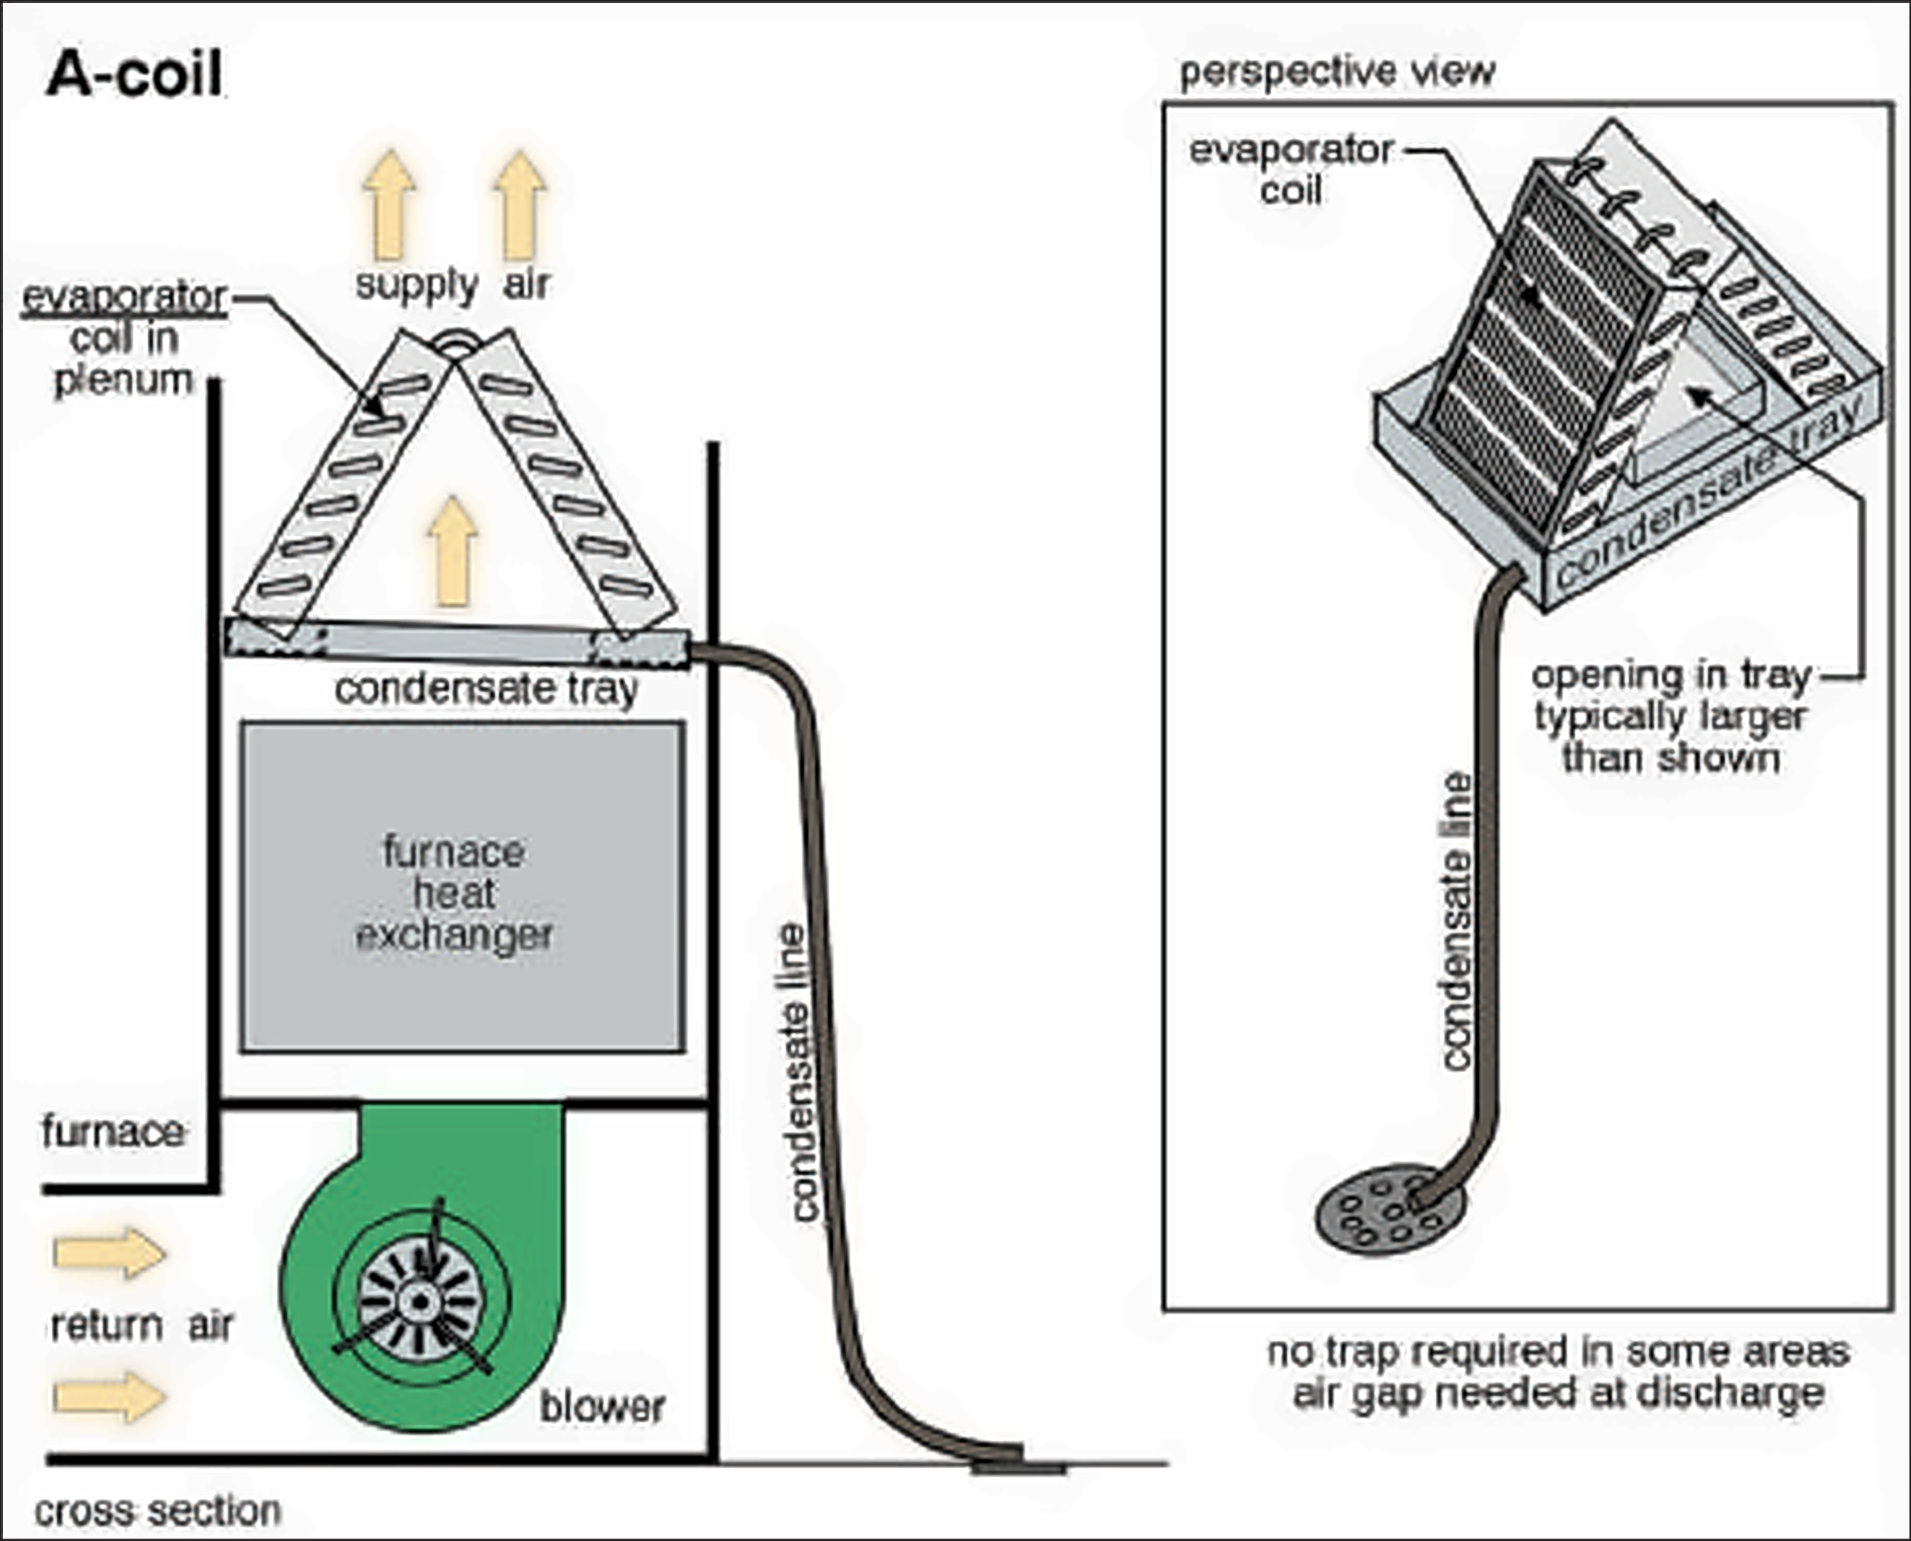 A-coil
supply air
evaporator
coil in
plenum
condensate tray
furnace
heat
exchanger
condensate line
furnace
return air
blower
cross section
perspective view
evaporator
coil
condensate tray
opening in tray
typically larger
than shown
condensate line
no trap required in some areas
air gap needed at discharge